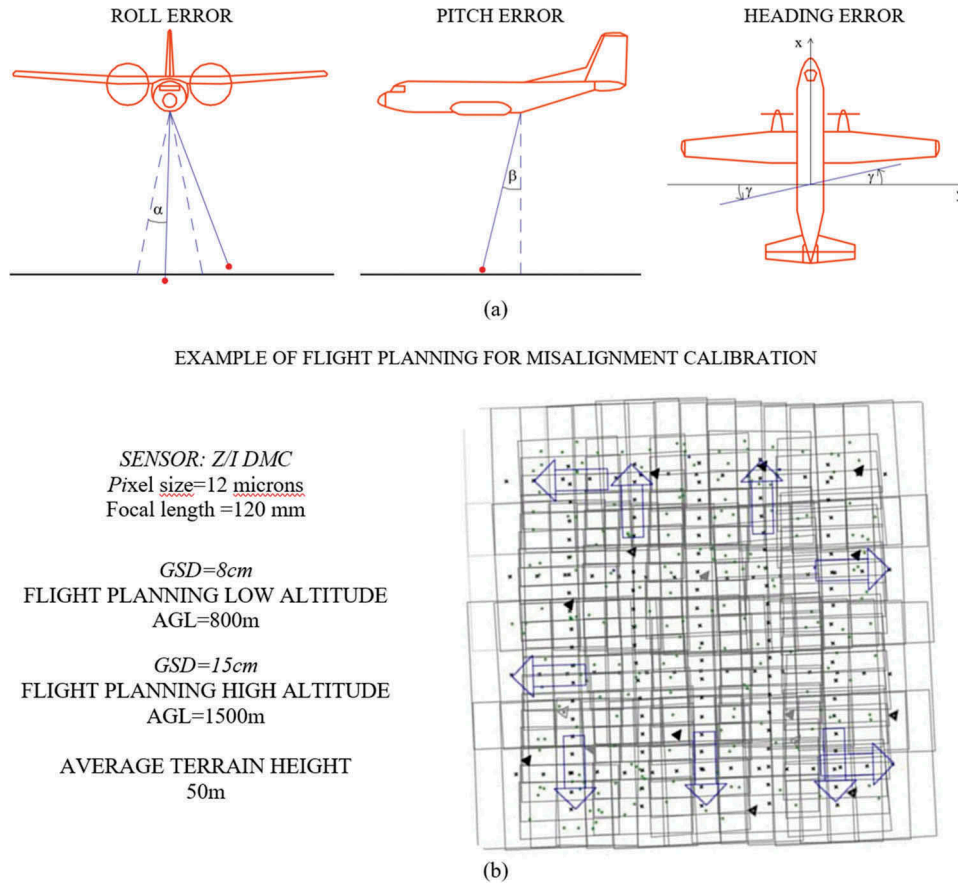 ROLL ERROR
PITCH ERROR
HEADING ERROR
x
α
β
γ
γ
y
(a)
EXAMPLE OF FLIGHT PLANNING FOR MISALIGNMENT CALIBRATION
SENSOR: Z/I DMC
Pixel size=12 microns
Focal length =120 mm
GSD=8cm
FLIGHT PLANNING LOW ALTITUDE
AGL=800m
GSD=15cm
FLIGHT PLANNING HIGH ALTITUDE
AGL=1500m
AVERAGE TERRAIN HEIGHT
50m
(b)